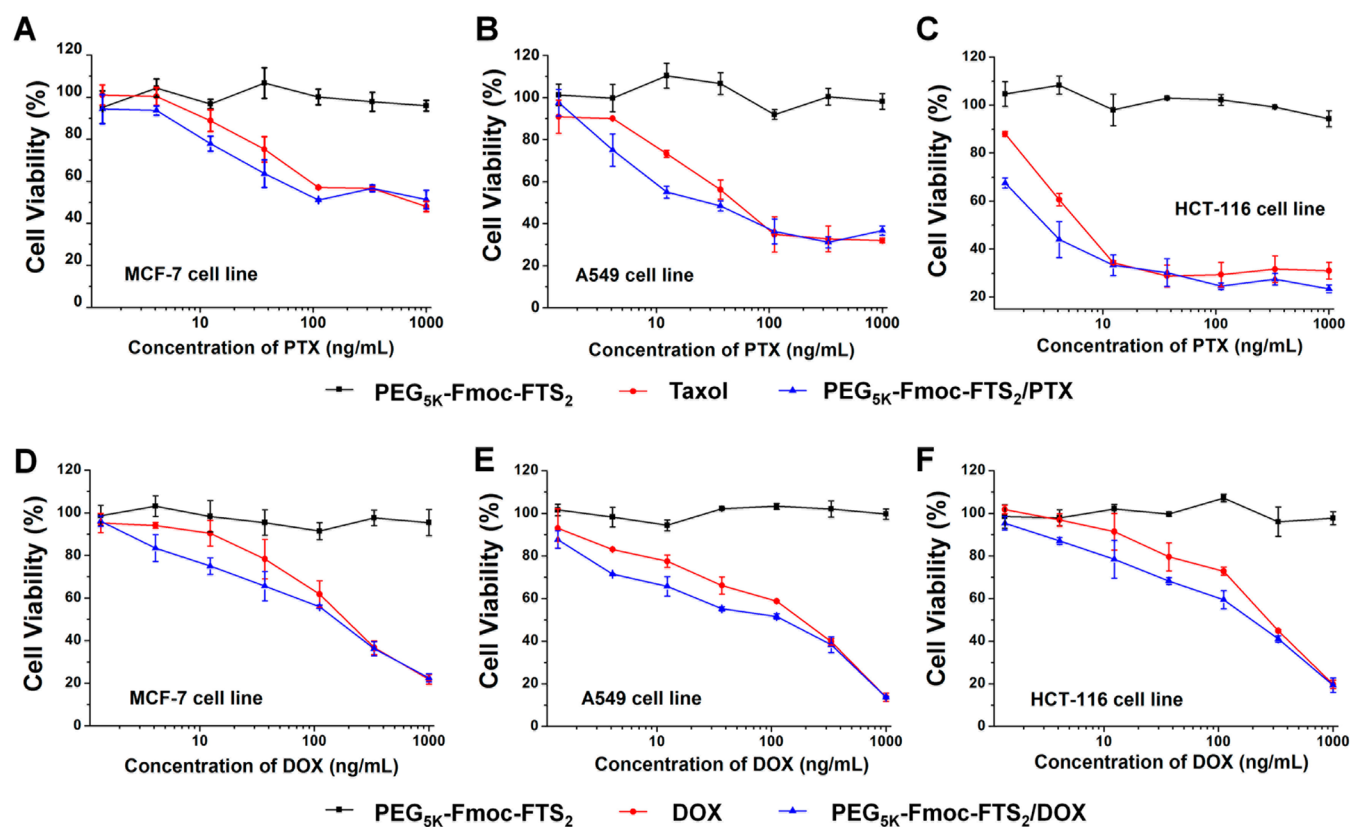 A
Cell Viability (%)
120
100
80
60
40
20
0
MCF-7 cell line
10
100
1000
Concentration of PTX (ng/mL)
B
Cell Viability (%)
120
100
80
60
40
20
0
A549 cell line
10
100
1000
Concentration of PTX (ng/mL)
C
Cell Viability (%)
120
100
80
60
40
20
HCT-116 cell line
10
100
1000
Concentration of PTX (ng/mL)
PEG5K-Fmoc-FTS2 Taxol PEG5K-Fmoc-FTS2/PTX
D
Cell Viability (%)
120
100
80
60
40
20
0
MCF-7 cell line
10
100
1000
Concentration of DOX (ng/mL)
E
Cell Viability (%)
120
100
80
60
40
20
0
A549 cell line
10
100
1000
Concentration of DOX (ng/mL)
F
Cell Viability (%)
120
100
80
60
40
20
0
HCT-116 cell line
10
100
1000
Concentration of DOX (ng/mL)
PEG5K-Fmoc-FTS2 DOX PEG5K-Fmoc-FTS2/DOX